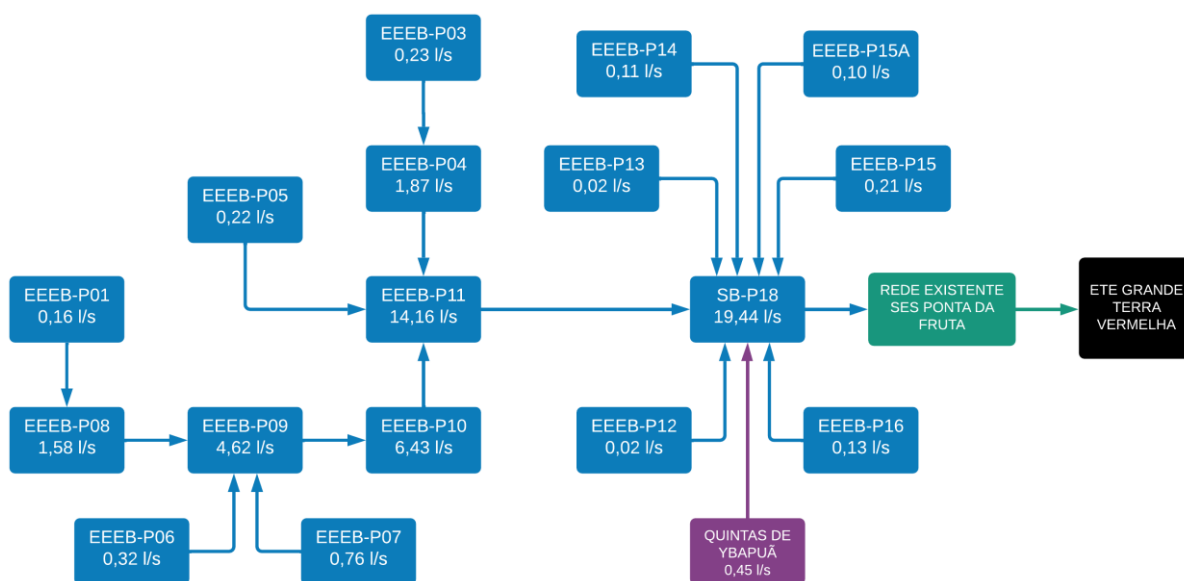 EEEB-P03
0,23 l/s
EEEB-P14
0,11 l/s
EEEB-P15A
0,10 l/s
EEEB-P04
1,87 l/s
EEEB-P13
0,02 l/s
EEEB-P15
0,21 l/s
EEEB-P05
0,22 l/s
EEEB-P01
0,16 l/s
EEEB-P11
14,16 l/s
SB-P18
19,44 l/s
REDE EXISTENTE
SES PONTA DA
FRUTA
ETE GRANDE
TERRA
VERMELHA
EEEB-P08
1,58 l/s
EEEB-P09
4,62 l/s
EEEB-P10
6,43 l/s
EEEB-P12
0,02 l/s
EEEB-P16
0,13 l/s
EEEB-P06
0,32 l/s
EEEB-P07
0,76 l/s
QUINTAS DE
YBAPUÃ
0,45 l/s